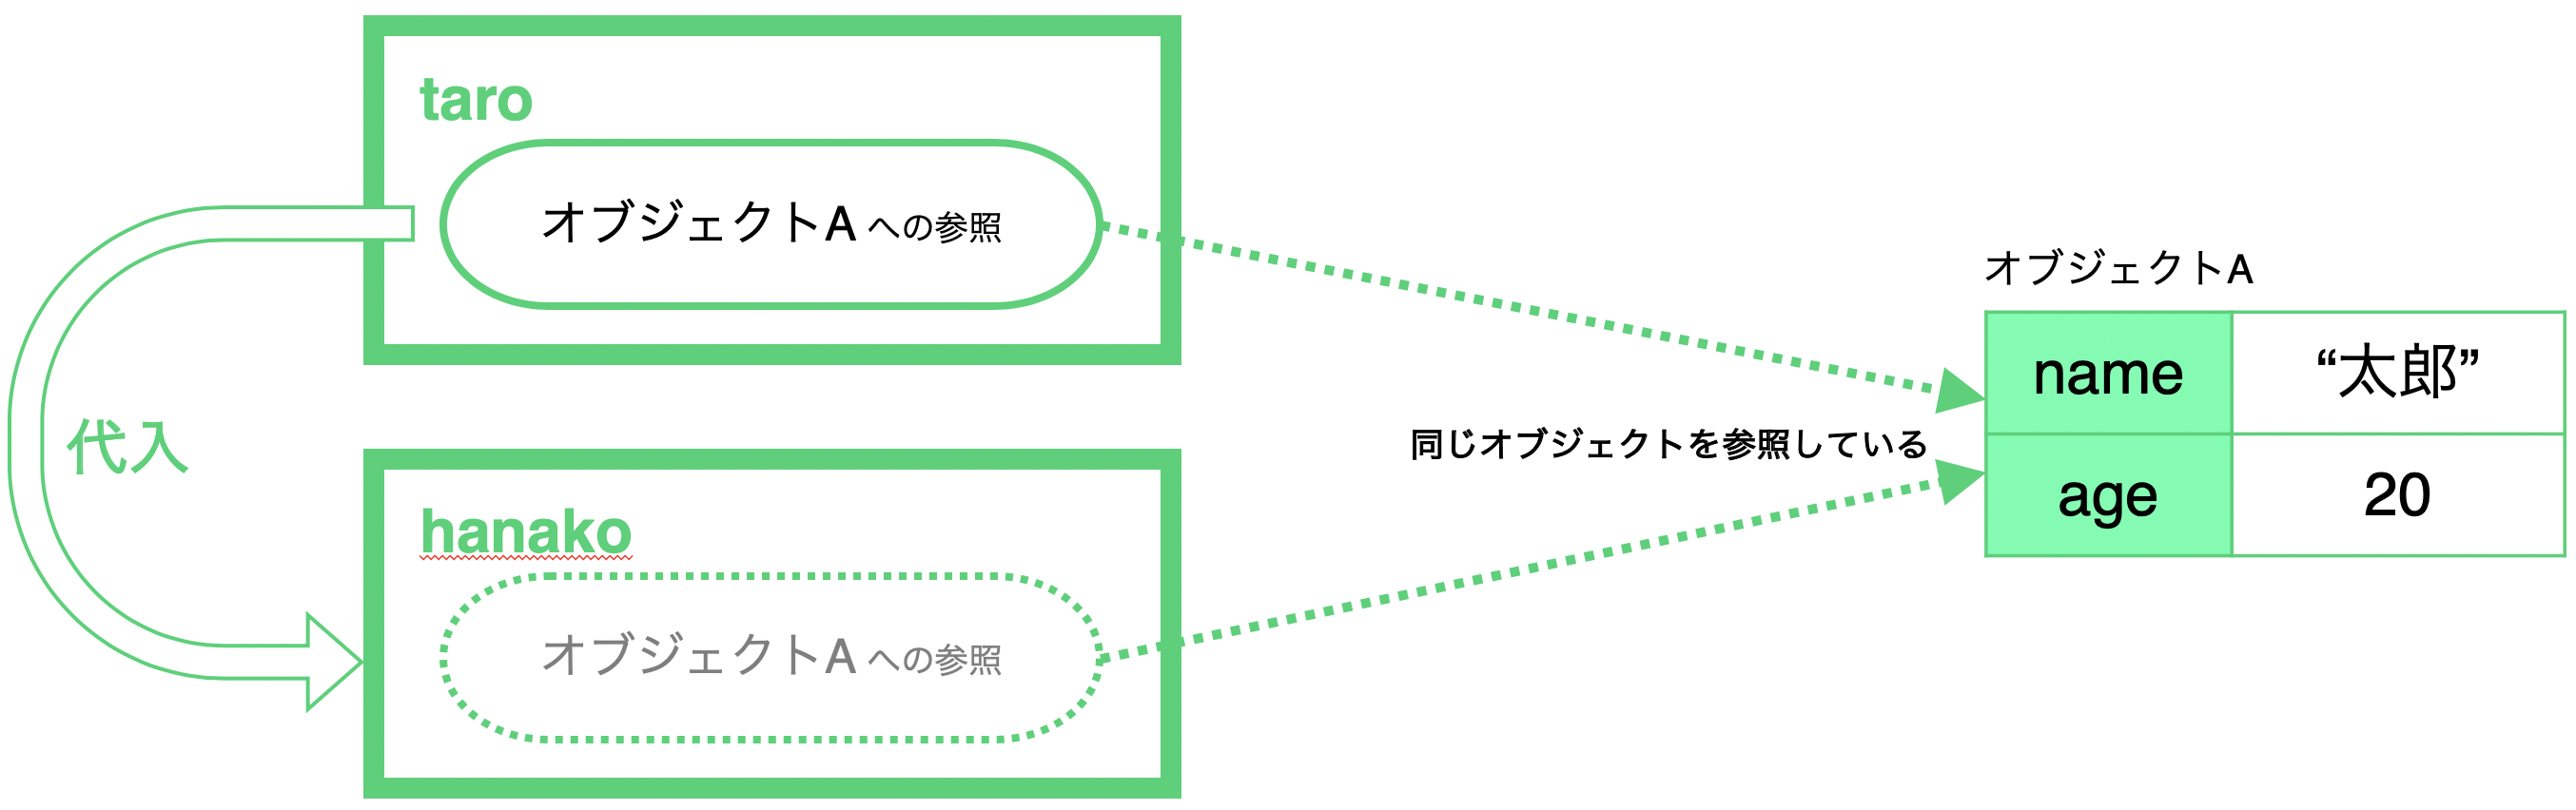 taro
オブジェクトA への参照
代入
hanako
オブジェクトA への参照
同じオブジェクトを参照している
オブジェクトA
name “太郎”
age 20